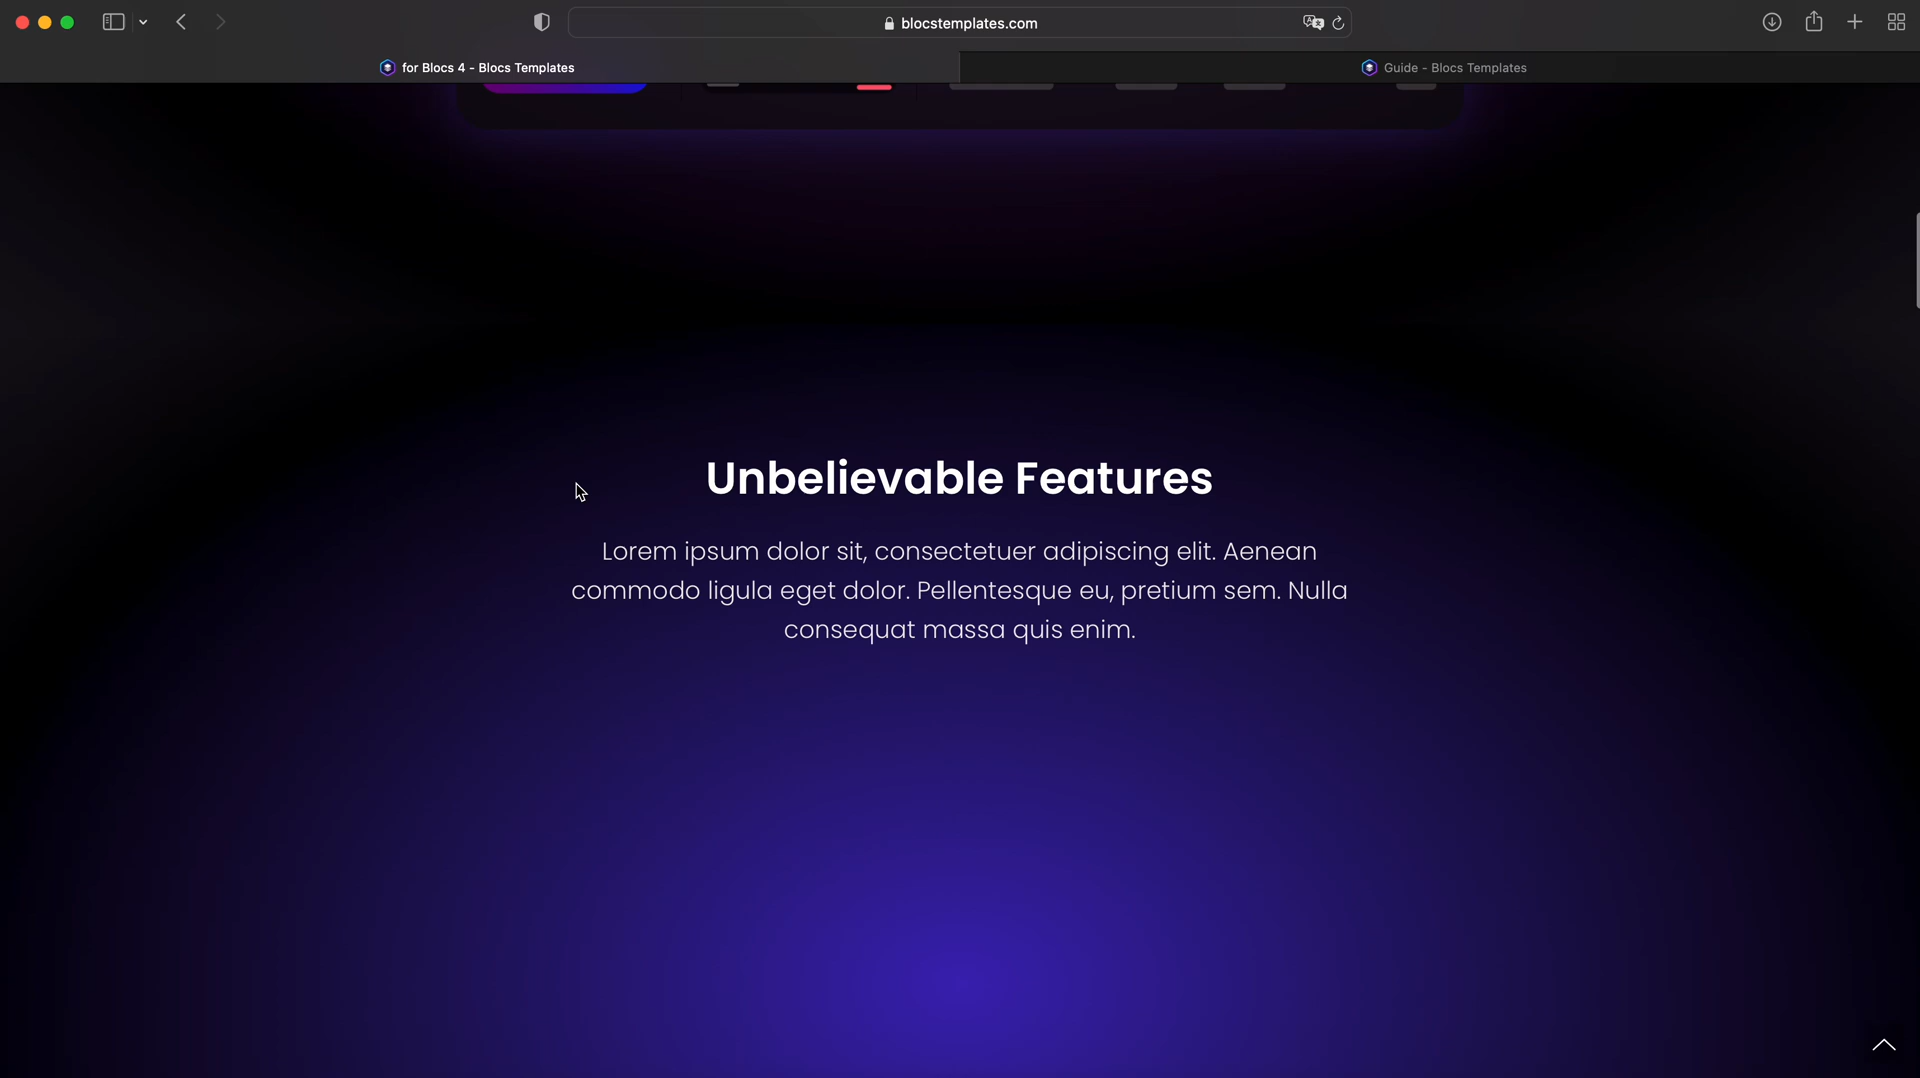 blocstemplates.com
for Blocs 4 - Blocs Templates
Guide - Blocs Templates
Unbelievable Features
Lorem ipsum dolor sit, consectetuer adipiscing elit. Aenean
commodo ligula eget dolor. Pellentesque eu, pretium sem. Nulla
consequat massa quis enim.